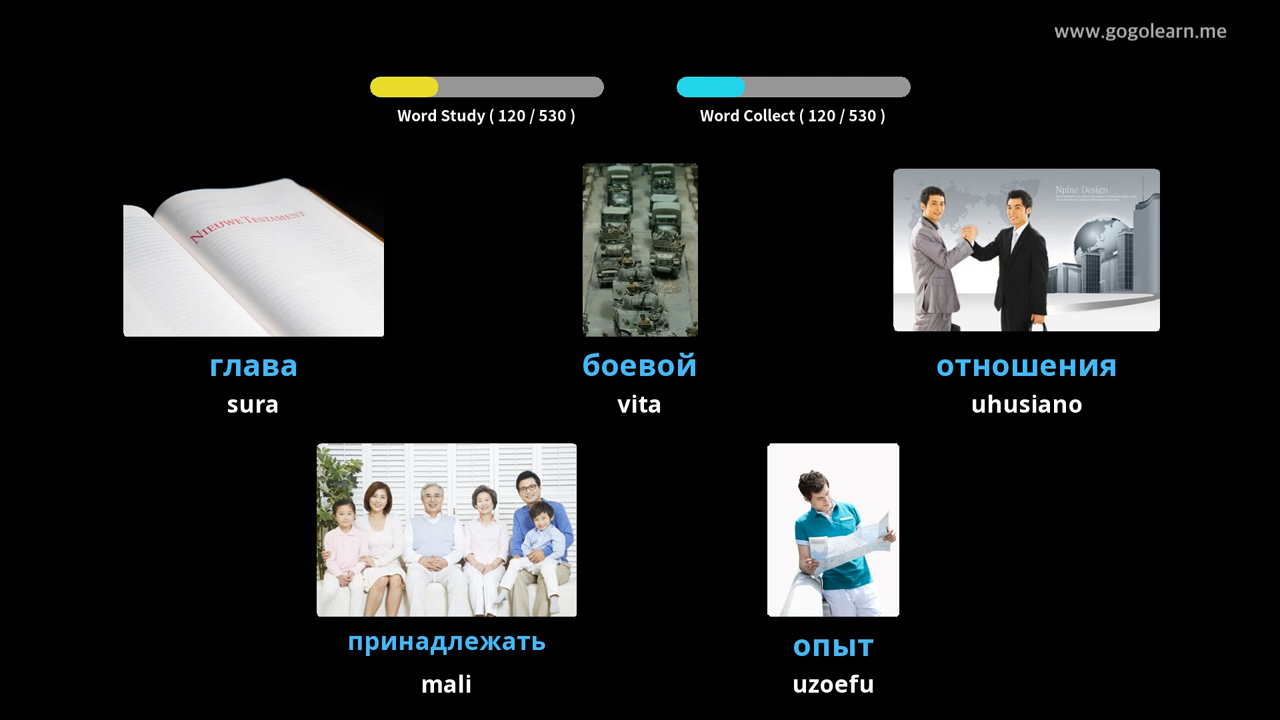 www.gogolearn.me
Word Study ( 120 / 530 )
Word Collect ( 120 / 530 )
NIEUWE TESTAMENT
Npine Design
глава
боевой
отношения
sura
vita
uhusiano
принадлежать
опыт
mali
uzoefu